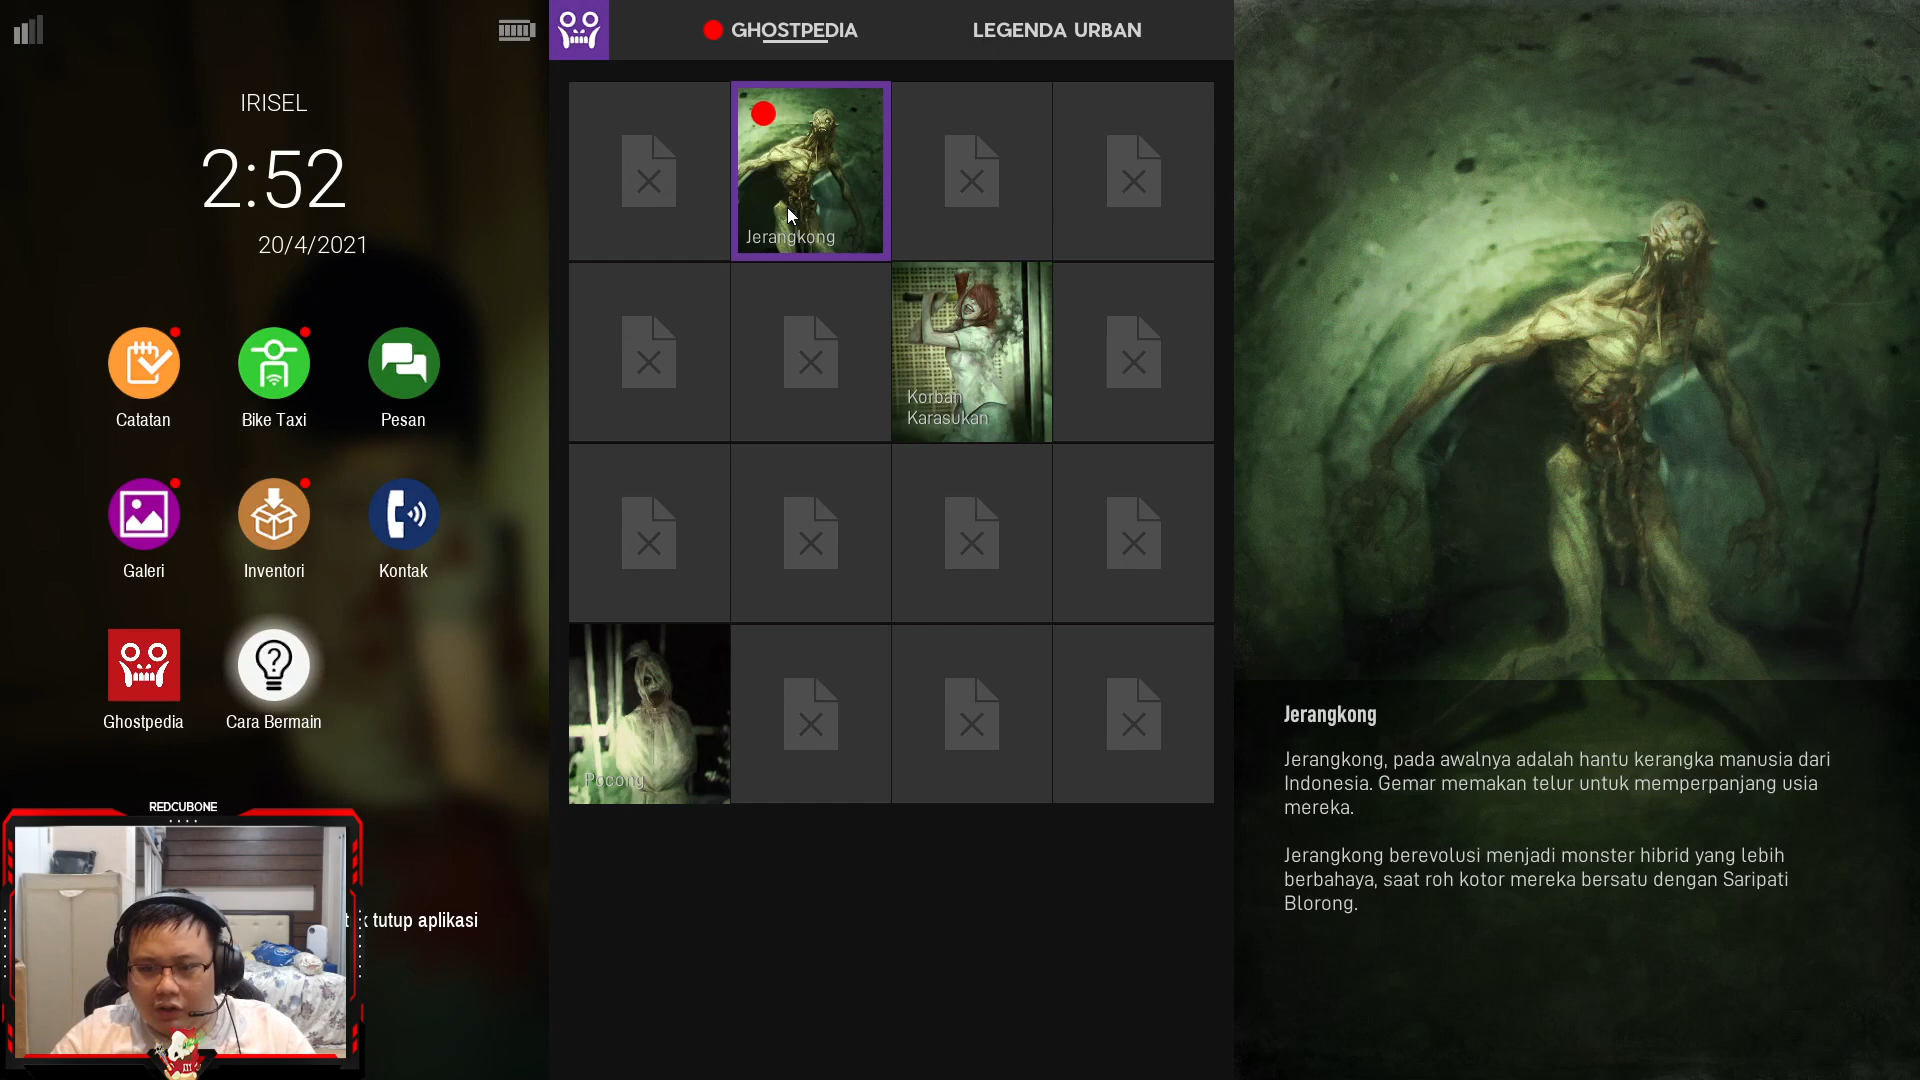 IRISEL
2:52
20/4/2021
Catatan
Bike Taxi
Pesan
Galeri
Inventori
Kontak
Ghostpedia
Cara Bermain
k tutup aplikasi
REDCUBONE
GHOSTPEDIA
LEGENDA URBAN
Jerangkong
Korban
Karasukan
Pocong
Jerangkong
Jerangkong, pada awalnya adalah hantu kerangka manusia dari
Indonesia. Gemar memakan telur untuk memperpanjang usia
mereka.
Jerangkong berevolusi menjadi monster hibrid yang lebih
berbahaya, saat roh kotor mereka bersatu dengan Saripati
Blorong.